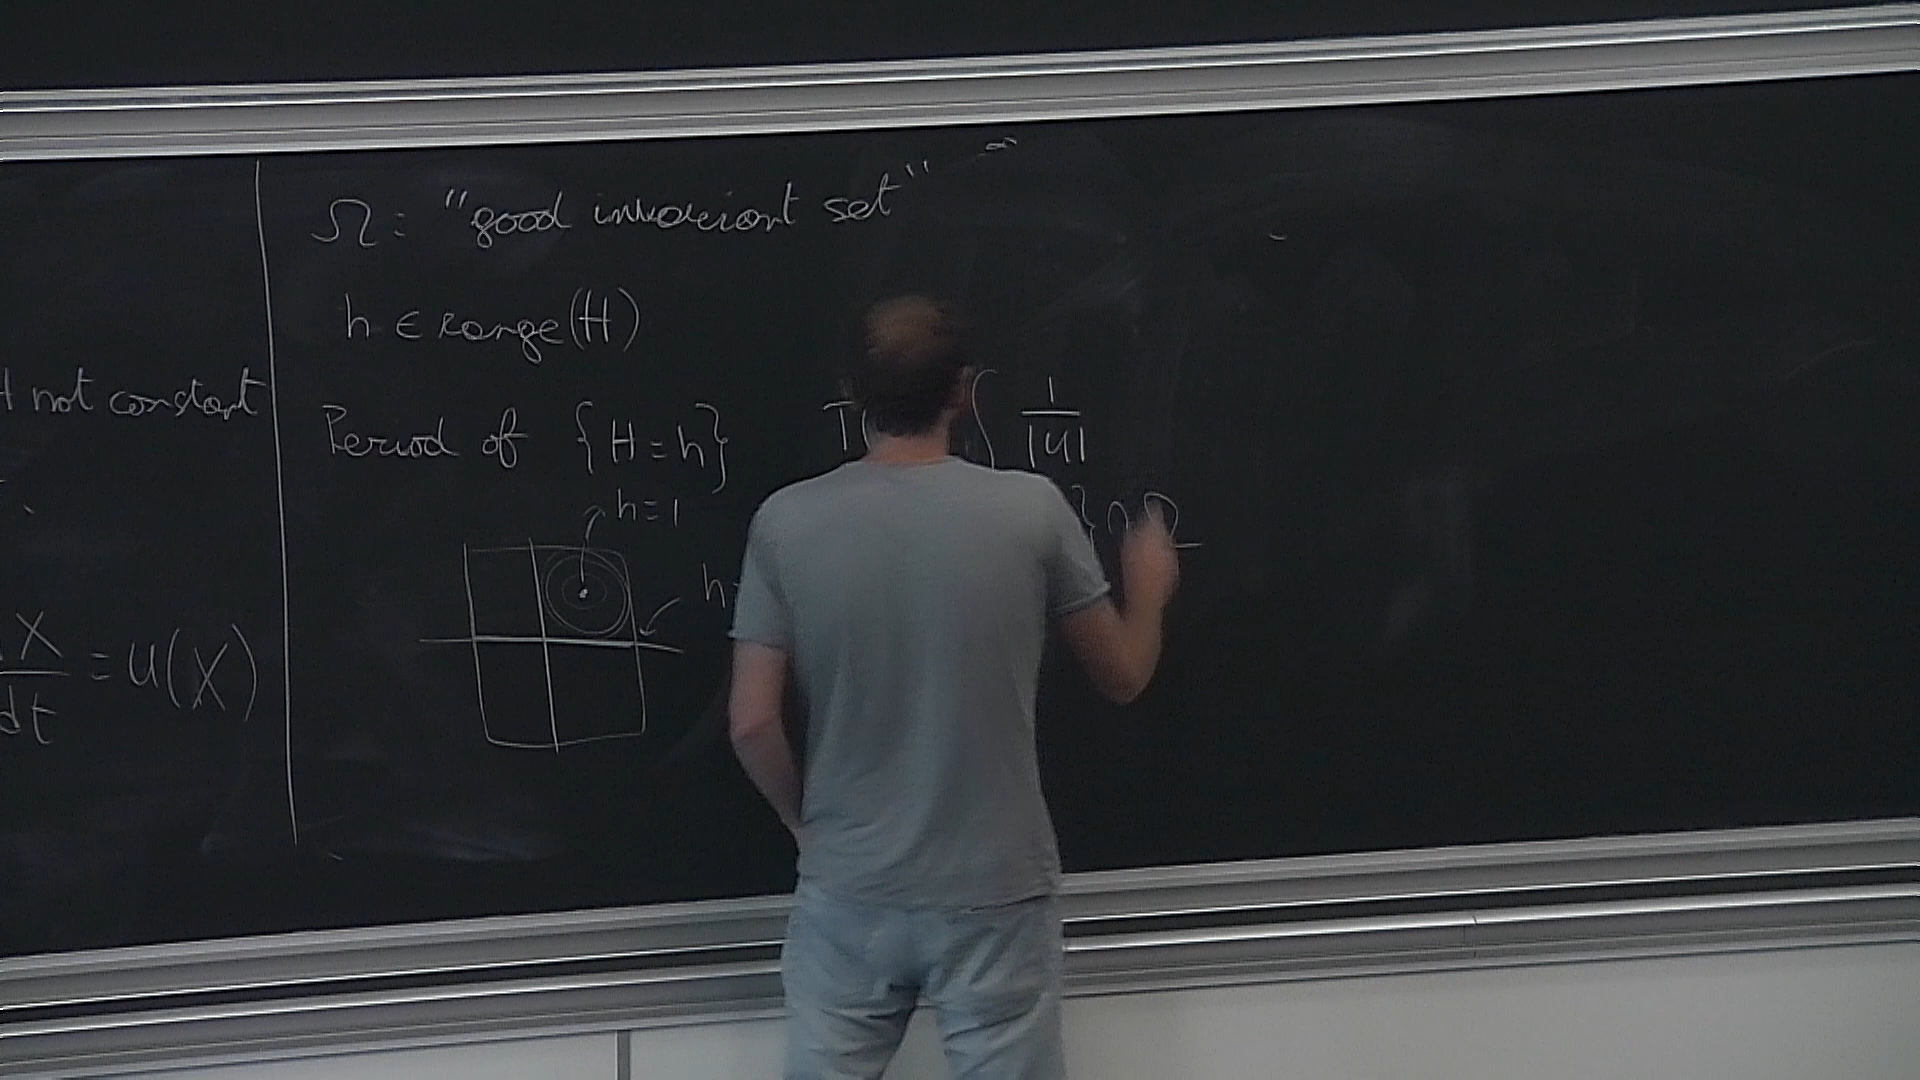 Ω: "good invariant set"
h ∈ range(H)
H not constant
Period of {H=h} T( ∫ 1/|u|
} ∩ Ω
h=1
h
X/dt = u(X)